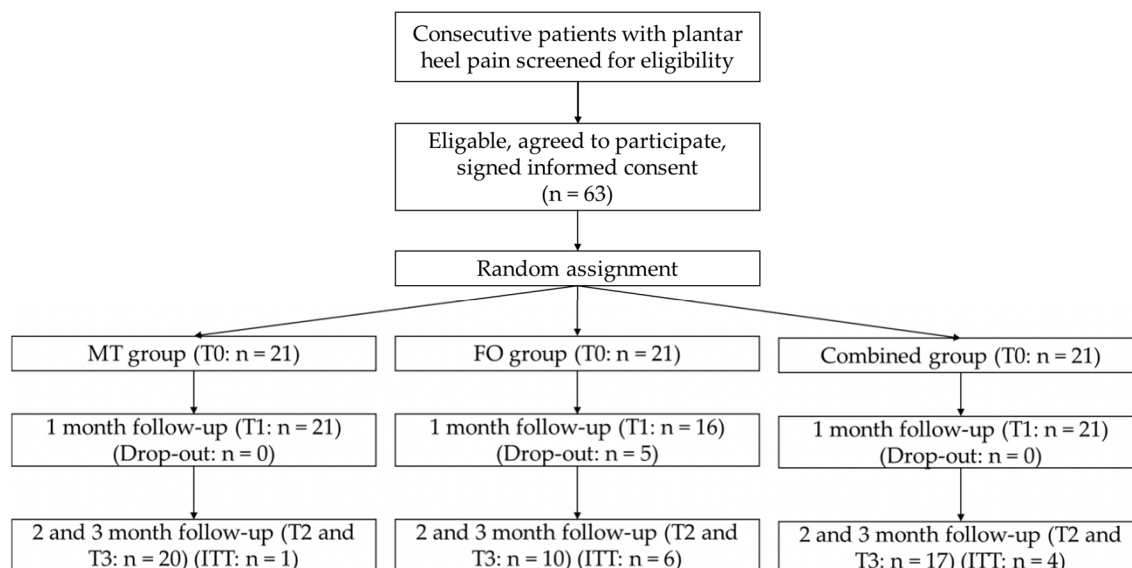 Consecutive patients with plantar
heel pain screened for eligibility
Eligable, agreed to participate,
signed informed consent
(n = 63)
Random assignment
MT group (T0: n = 21)
FO group (T0: n = 21)
Combined group (T0: n = 21)
1 month follow-up (T1: n = 21)
(Drop-out: n = 0)
1 month follow-up (T1: n = 16)
(Drop-out: n = 5)
1 month follow-up (T1: n = 21)
(Drop-out: n = 0)
2 and 3 month follow-up (T2 and
T3: n = 20) (ITT: n = 1)
2 and 3 month follow-up (T2 and
T3: n = 10) (ITT: n = 6)
2 and 3 month follow-up (T2 and
T3: n = 17) (ITT: n = 4)